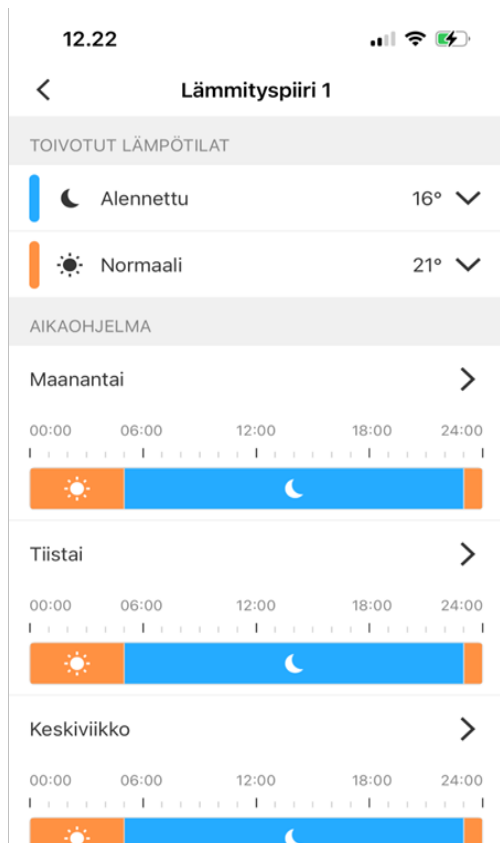 12.22
Lämmityspiiri 1
TOIVOTUT LÄMPÖTILAT
Alennettu 16°
Normaali 21°
AIKAOHJELMA
Maanantai
00:00 06:00 12:00 18:00 24:00
Tiistai
00:00 06:00 12:00 18:00 24:00
Keskiviikko
00:00 06:00 12:00 18:00 24:00